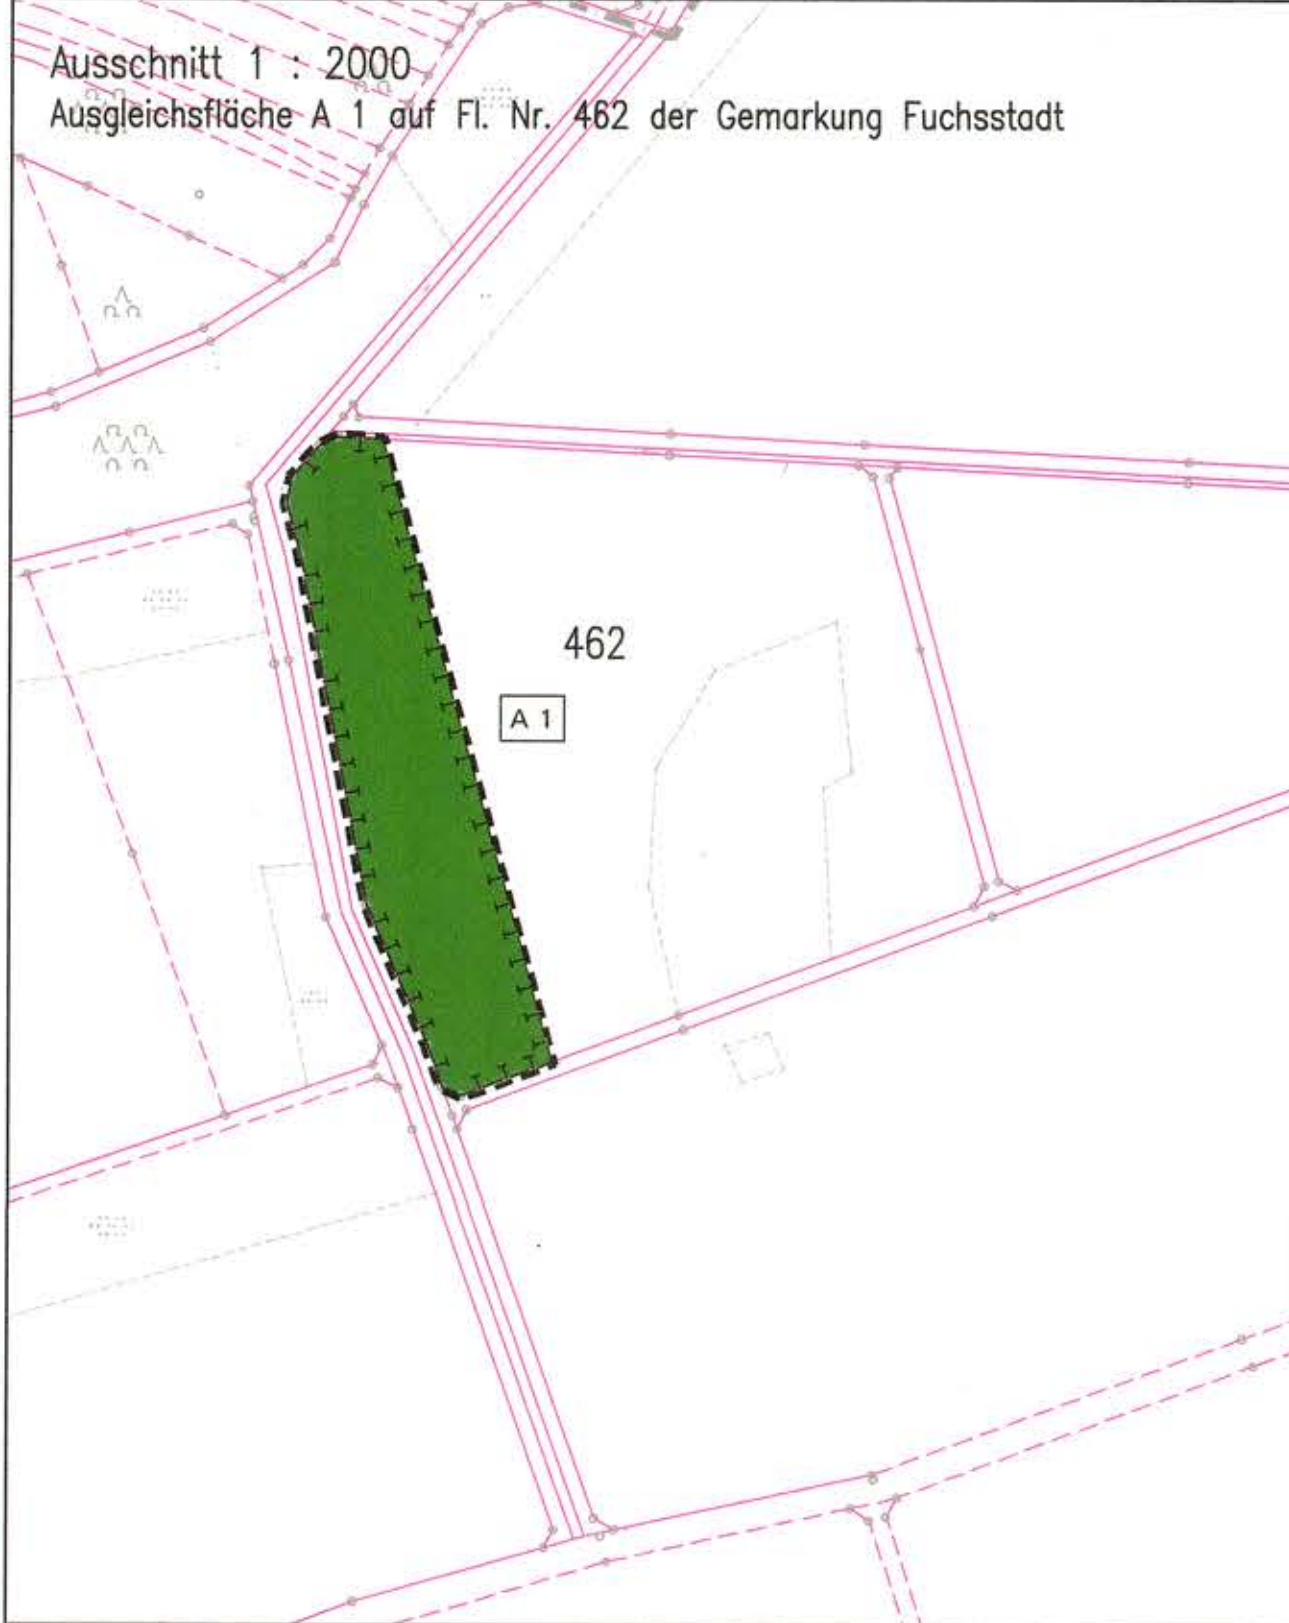 Ausschnitt 1 : 2000
Ausgleichsfläche A 1 auf Fl. Nr. 462 der Gemarkung Fuchsstadt
462
A 1